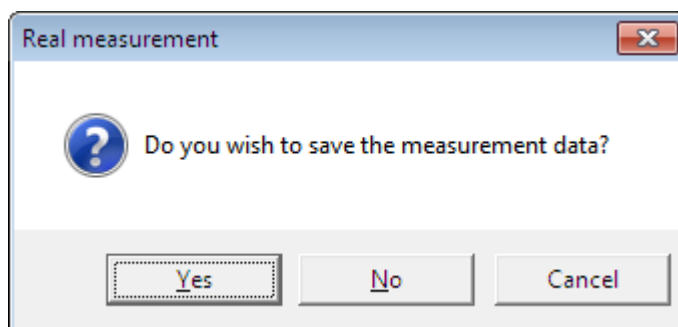 Real measurement
Do you wish to save the measurement data?
Yes No Cancel